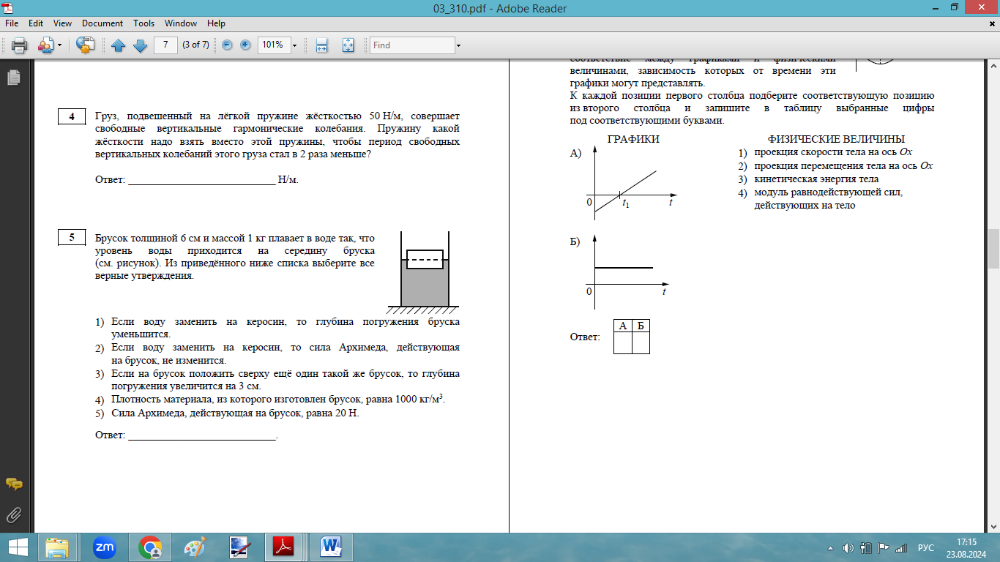 03_310.pdf - Adobe Reader
File Edit View Document Tools Window Help
7 (3 of 7) 101% Find
4
Груз, подвешенный на лёгкой пружине жёсткостью 50 Н/м, совершает
свободные вертикальные гармонические колебания. Пружину какой
жёсткости надо взять вместо этой пружины, чтобы период свободных
вертикальных колебаний этого груза стал в 2 раза меньше?
Ответ: ____________________________ Н/м.
5
Брусок толщиной 6 см и массой 1 кг плавает в воде так, что
уровень воды приходится на середину бруска
(см. рисунок). Из приведённого ниже списка выберите все
верные утверждения.
1) Если воду заменить на керосин, то глубина погружения бруска
уменьшится.
2) Если воду заменить на керосин, то сила Архимеда, действующая
на брусок, не изменится.
3) Если на брусок положить сверху ещё один такой же брусок, то глубина
погружения увеличится на 3 см.
4) Плотность материала, из которого изготовлен брусок, равна 1000 кг/м³.
5) Сила Архимеда, действующая на брусок, равна 20 Н.
Ответ: ____________________________.
соответствие между графиками и физическими
величинами, зависимость которых от времени эти
графики могут представлять.
К каждой позиции первого столбца подберите соответствующую позицию
из второго столбца и запишите в таблицу выбранные цифры
под соответствующими буквами.
ГРАФИКИ
А)
0 t₁ t
Б)
0 t
ФИЗИЧЕСКИЕ ВЕЛИЧИНЫ
1) проекция скорости тела на ось Ox
2) проекция перемещения тела на ось Ox
3) кинетическая энергия тела
4) модуль равнодействующей сил,
действующих на тело
Ответ:
А Б
zm
РУС
17:15
23.08.2024